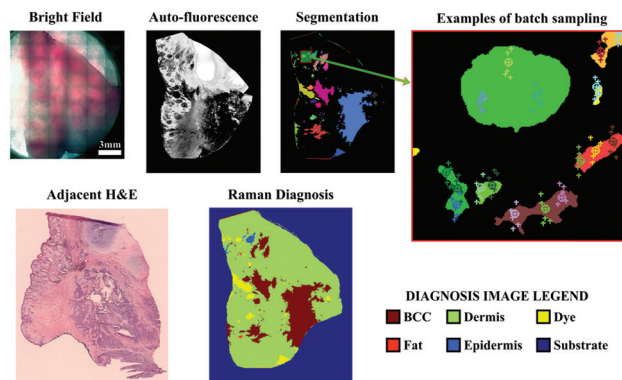 Bright Field
Auto-fluorescence
Segmentation
Examples of batch sampling
3mm
Adjacent H&E
Raman Diagnosis
DIAGNOSIS IMAGE LEGEND
BCC
Dermis
Dye
Fat
Epidermis
Substrate